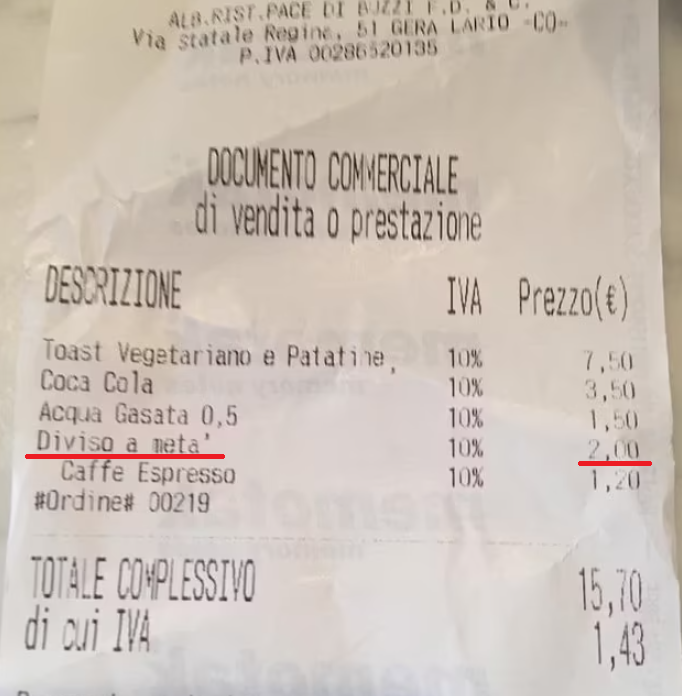 ALB.RIST.PACE DI BUZZI F.D. & C.
Via Statale Regina, 51 GERA LARIO -CO-
P.IVA 00286520135
DOCUMENTO COMMERCIALE
di vendita o prestazione
DESCRIZIONE IVA Prezzo(€)
Toast Vegetariano e Patatine, 10% 7,50
Coca Cola 10% 3,50
Acqua Gasata 0,5 10% 1,50
Diviso a meta' 10% 2,00
Caffe Espresso 10% 1,20
#Ordine# 00219
TOTALE COMPLESSIVO 15,70
di cui IVA 1,43